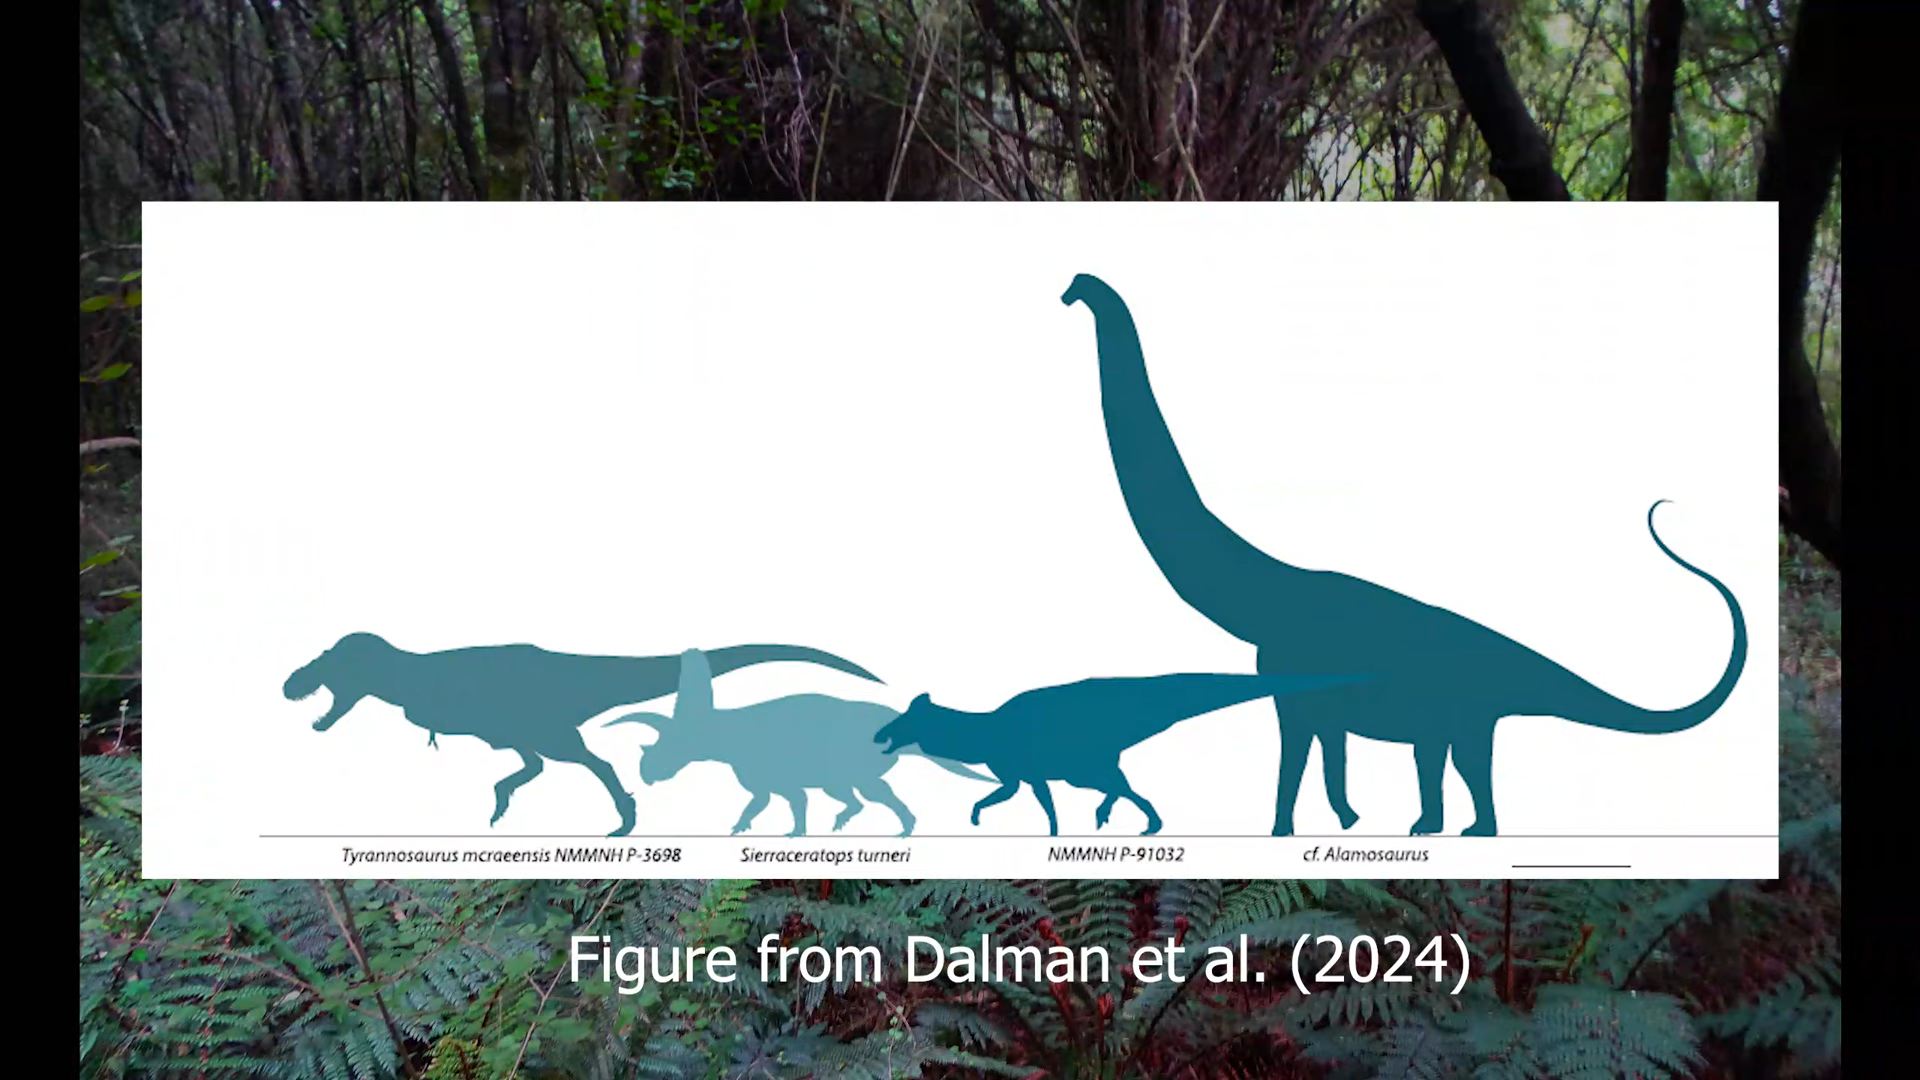 Tyrannosaurus mcraeensis NMMNH P-3698
Sierraceratops turneri
NMMNH P-91032
cf. Alamosaurus
Figure from Dalman et al. (2024)